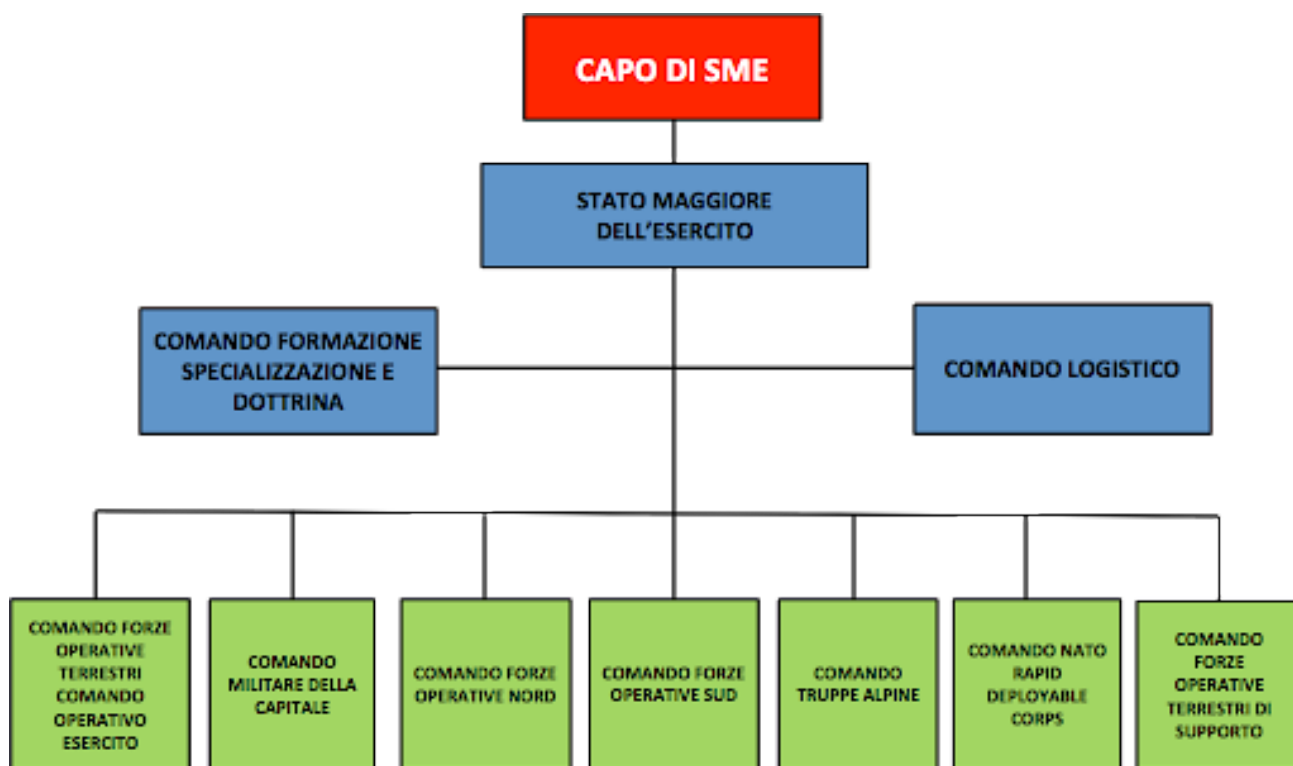 CAPO DI SME
STATO MAGGIORE
DELL'ESERCITO
COMANDO FORMAZIONE
SPECIALIZZAZIONE E
DOTTRINA
COMANDO LOGISTICO
COMANDO FORZE
OPERATIVE
TERRESTRI
COMANDO
OPERATIVO
ESERCITO
COMANDO
MILITARE DELLA
CAPITALE
COMANDO FORZE
OPERATIVE NORD
COMANDO FORZE
OPERATIVE SUD
COMANDO
TRUPPE ALPINE
COMANDO NATO
RAPID
DEPLOYABLE
CORPS
COMANDO
FORZE
OPERATIVE
TERRESTRI DI
SUPPORTO